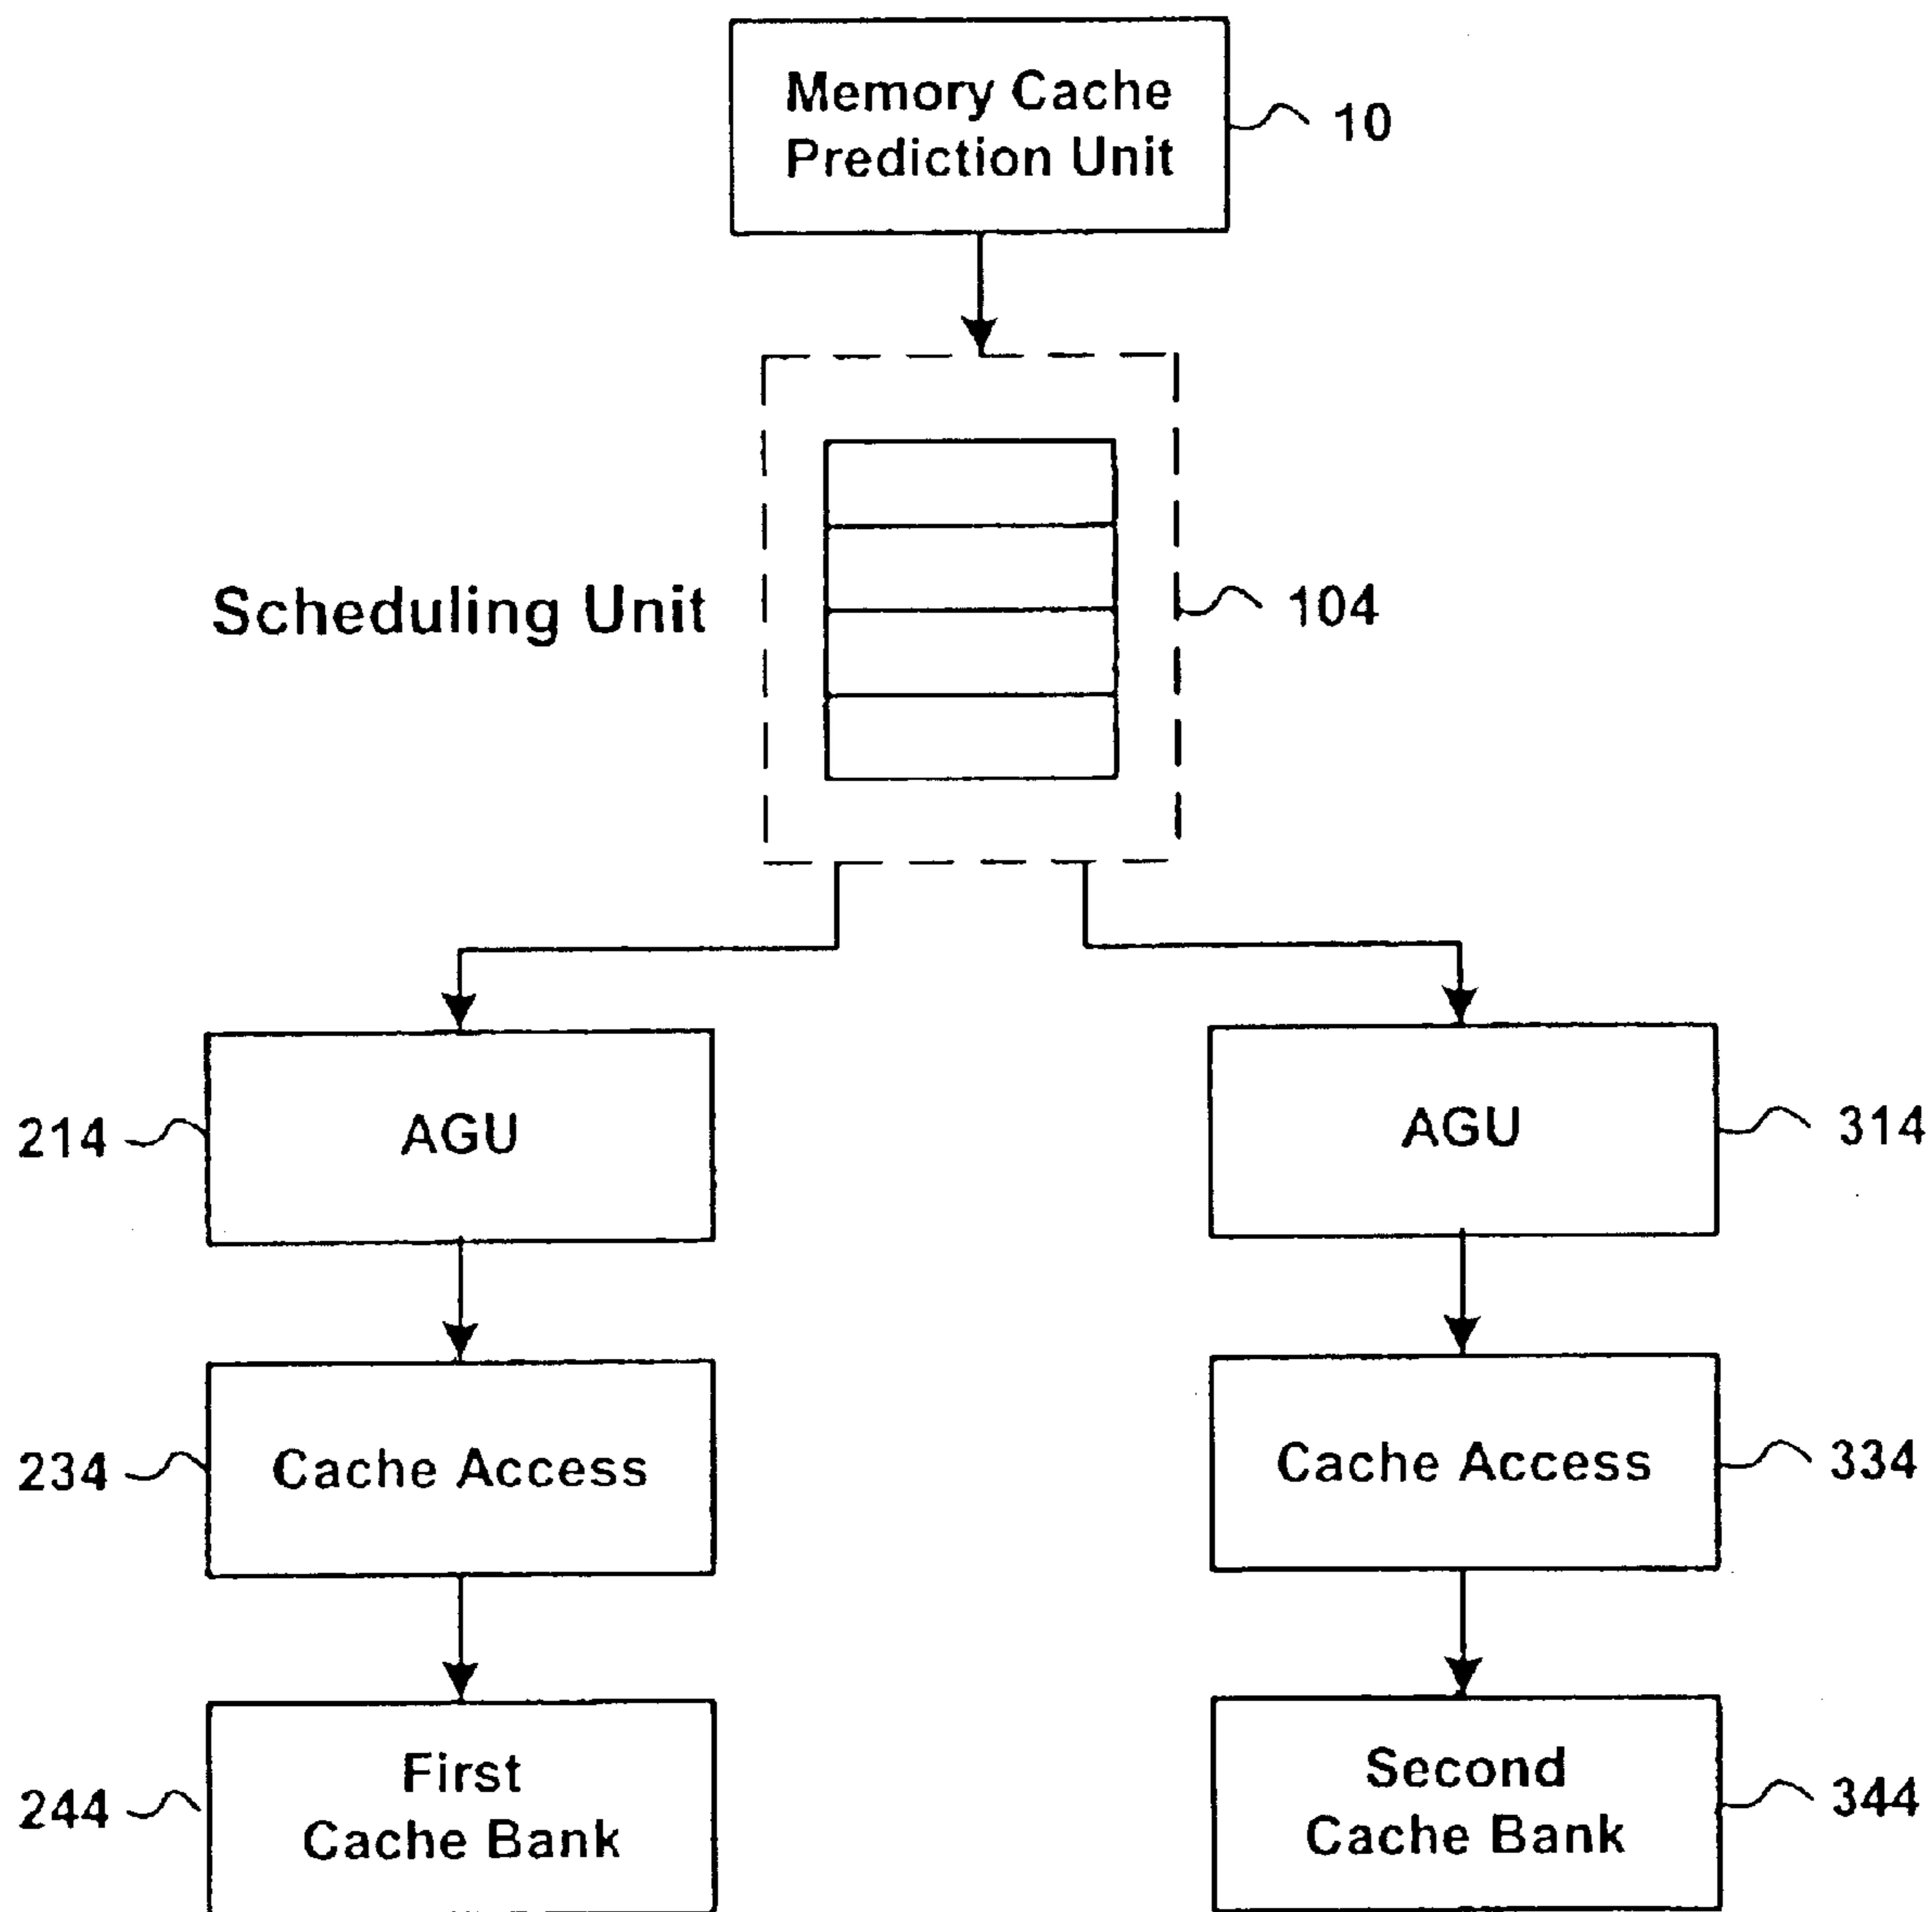 Memory Cache
Prediction Unit
10
Scheduling Unit
104
214
AGU
AGU
314
234
Cache Access
Cache Access
334
244
First
Cache Bank
Second
Cache Bank
344